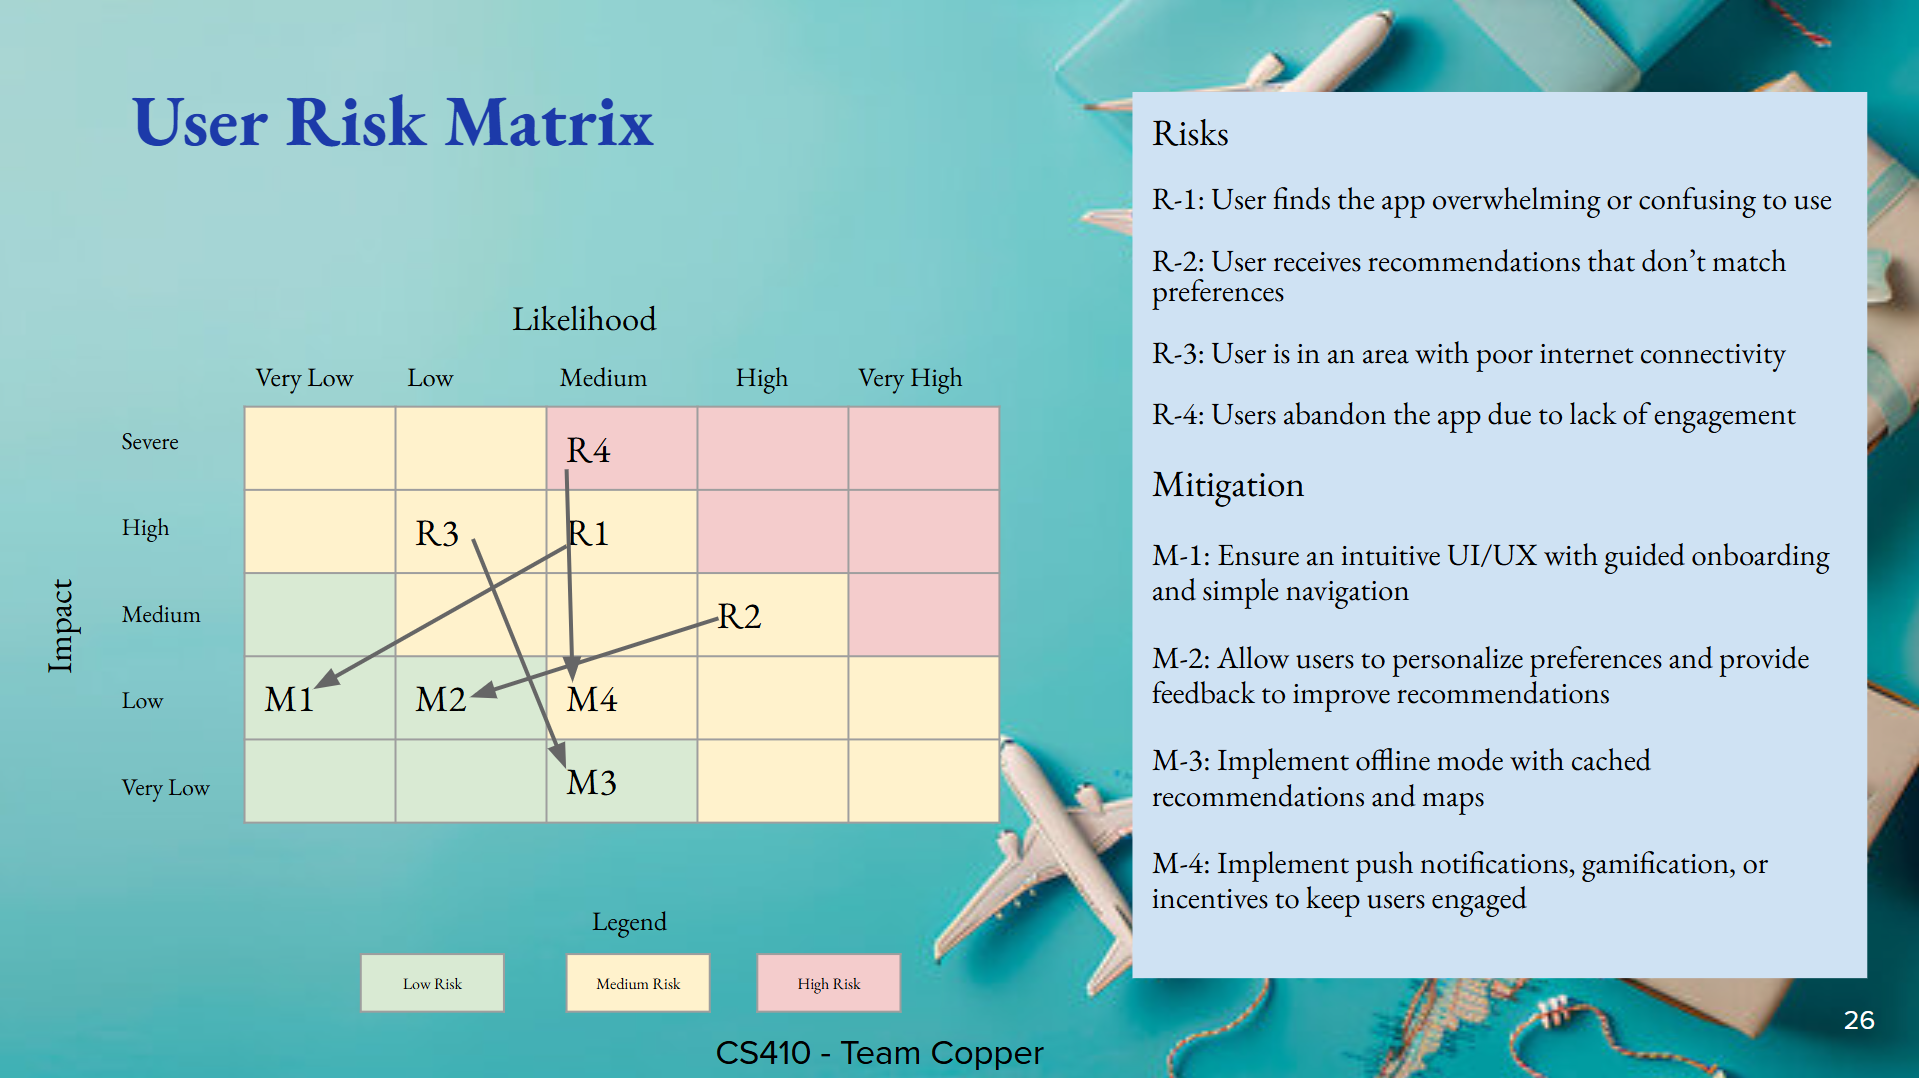 User Risk Matrix
Likelihood
Very Low Low Medium High Very High
Impact
Severe R4
High R3 R1
Medium R2
Low M1 M2 M4
Very Low M3
Legend
Low Risk Medium Risk High Risk
Risks
R-1: User finds the app overwhelming or confusing to use
R-2: User receives recommendations that don’t match
preferences
R-3: User is in an area with poor internet connectivity
R-4: Users abandon the app due to lack of engagement
Mitigation
M-1: Ensure an intuitive UI/UX with guided onboarding
and simple navigation
M-2: Allow users to personalize preferences and provide
feedback to improve recommendations
M-3: Implement offline mode with cached
recommendations and maps
M-4: Implement push notifications, gamification, or
incentives to keep users engaged
26
CS410 - Team Copper